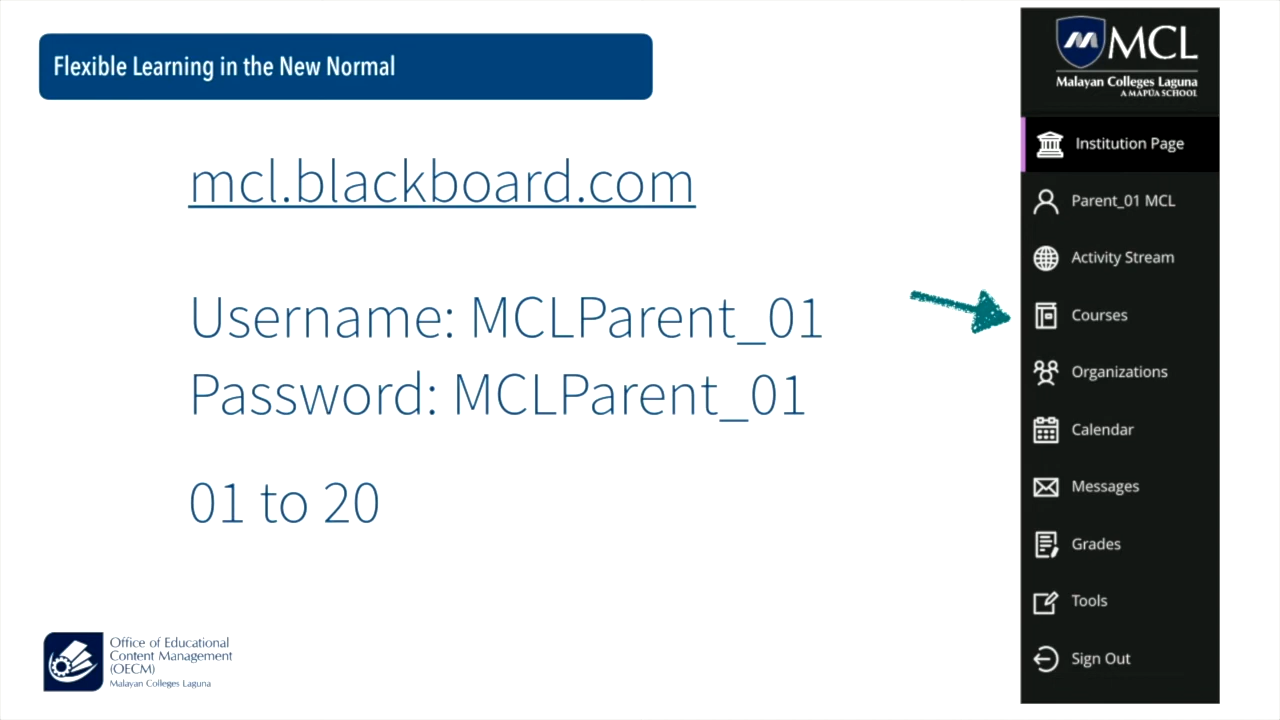 Flexible Learning in the New Normal
mcl.blackboard.com
Username: MCLParent_01
Password: MCLParent_01
01 to 20
Office of Educational
Content Management
(OECM)
Malayan Colleges Laguna
MCL
Malayan Colleges Laguna
A MAPÚA SCHOOL
Institution Page
Parent_01 MCL
Activity Stream
Courses
Organizations
Calendar
Messages
Grades
Tools
Sign Out